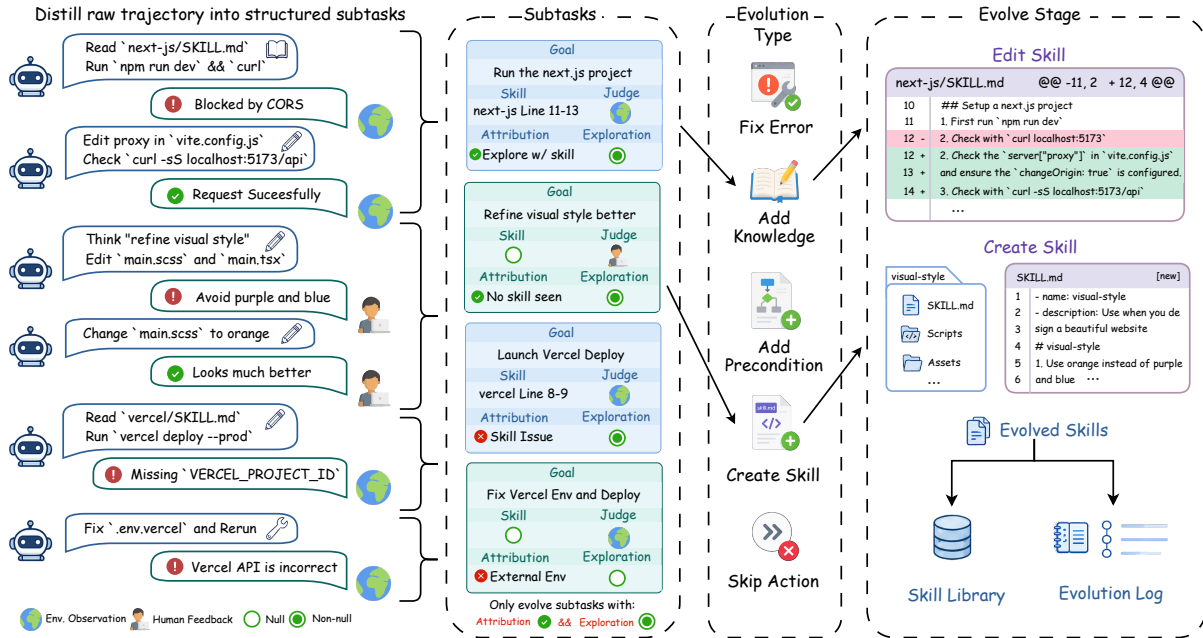 Distill raw trajectory into structured subtasks
Read `next-js/SKILL.md`
Run `npm run dev` && `curl`
Blocked by CORS
Edit proxy in `vite.config.js`
Check `curl -sS localhost:5173/api`
Request Suceesfully
Think "refine visual style"
Edit `main.scss` and `main.tsx`
Avoid purple and blue
Change `main.scss` to orange
Looks much better
Read `vercel/SKILL.md`
Run `vercel deploy --prod`
Missing `VERCEL_PROJECT_ID`
Fix `.env.vercel` and Rerun
Vercel API is incorrect
Env. Observation
Human Feedback
Null
Non-null
Subtasks
Goal
Run the next.js project
Skill
Judge
next-js Line 11-13
Attribution
Exploration
Explore w/ skill
Goal
Refine visual style better
Skill
Judge
Attribution
Exploration
No skill seen
Goal
Launch Vercel Deploy
Skill
Judge
vercel Line 8-9
Attribution
Exploration
Skill Issue
Goal
Fix Vercel Env and Deploy
Skill
Judge
Attribution
Exploration
External Env
Only evolve subtasks with:
Attribution && Exploration
Evolution
Type
Fix Error
Add
Knowledge
Add
Precondition
skill.md
</>
Create Skill
Skip Action
Evolve Stage
Edit Skill
next-js/SKILL.md @@ -11, 2 + 12, 4 @@
10 ## Setup a next.js project
11 1. First run `npm run dev`
12 - 2. Check with `curl localhost:5173`
12 + 2. Check the `server["proxy"]` in `vite.config.js`
13 + and ensure the `changeOrigin: true` is configured.
14 + 3. Check with `curl -sS localhost:5173/api`
...
Create Skill
visual-style
SKILL.md
Scripts
Assets
...
SKILL.md [new]
1 - name: visual-style
2 - description: Use when you de
3 sign a beautiful website
4 # visual-style
5 1. Use orange instead of purple
6 and blue ...
Evolved Skills
Skill Library
Evolution Log